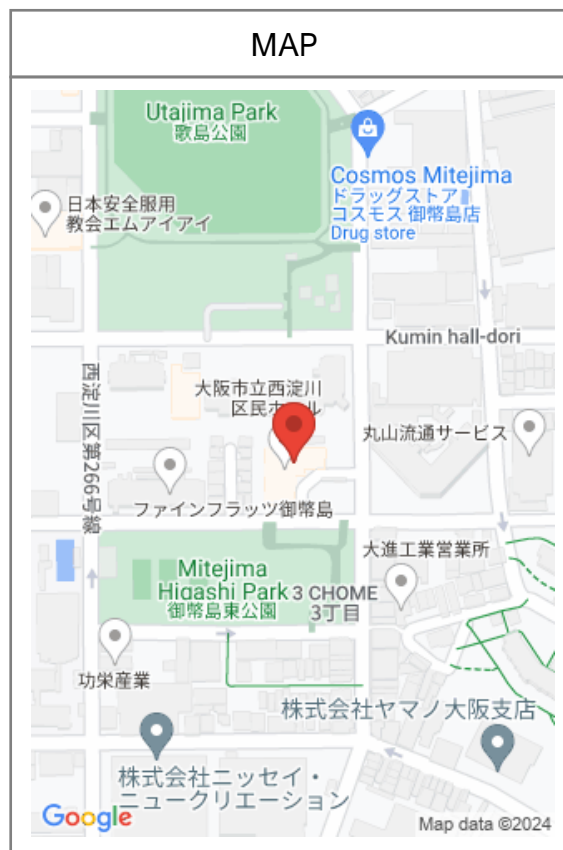 MAP
Utajima Park
歌島公園
Cosmos Mitejima
ドラッグストア
コスモス 御幣島店
Drug store
日本安全服用
教会エムアイアイ
Kumin hall-dori
西淀川区第266号線
大阪市立西淀川
区民ホール
丸山流通サービス
ファインフラッツ御幣島
大進工業営業所
Mitejima
Higashi Park
御幣島東公園
3 CHOME
3丁目
功栄産業
株式会社ヤマノ大阪支店
株式会社ニッセイ・
ニュークリエーション
Google
Map data ©2024